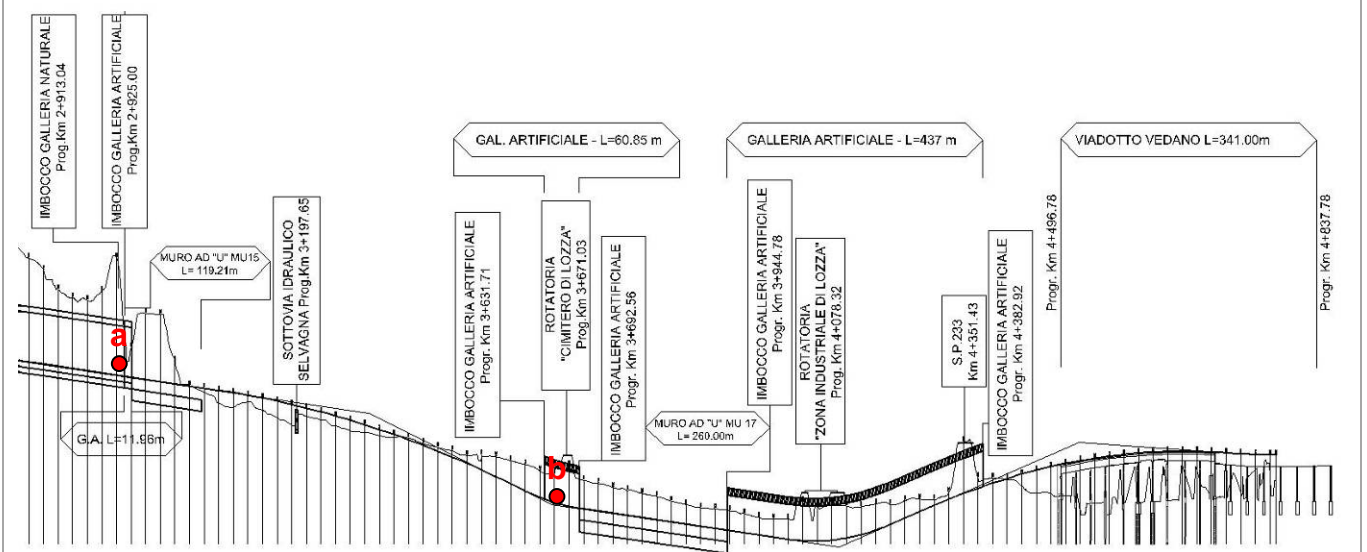 IMBOCCO GALLERIA NATURALE
Prog.Km 2+913.04
IMBOCCO GALLERIA ARTIFICIALE
Prog.Km 2+925.00
MURO AD "U" MU15
L= 119.21m
a
G.A. L=11.96m
SOTTOVIA IDRAULICO
SELVAGNA Prog.Km 3+197.65
GAL. ARTIFICIALE - L=60.85 m
IMBOCCO GALLERIA ARTIFICIALE
Progr. Km 3+631.71
ROTATORIA
"CIMITERO DI LOZZA"
Prog.Km 3+671.03
IMBOCCO GALLERIA ARTIFICIALE
Progr. Km 3+692.56
b
MURO AD "U" MU 17
L= 260.00m
GALLERIA ARTIFICIALE - L=437 m
IMBOCCO GALLERIA ARTIFICIALE
Progr. Km 3+944.78
ROTATORIA
"ZONA INDUSTRIALE DI LOZZA"
Prog. Km 4+078.32
S.P.233
Km 4+351.43
IMBOCCO GALLERIA ARTIFICIALE
Progr. Km 4+382.92
VIADOTTO VEDANO L=341.00m
Progr. Km 4+496.78
Progr. Km 4+837.78